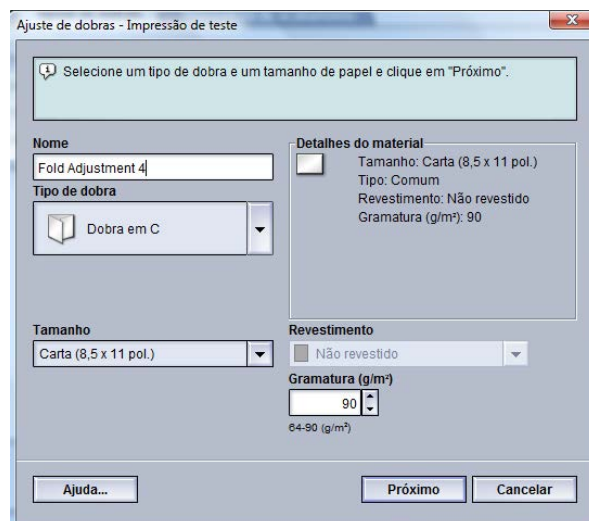 Ajuste de dobras - Impressão de teste
Selecione um tipo de dobra e um tamanho de papel e clique em "Próximo".
Nome
Fold Adjustment 4
Tipo de dobra
Dobra em C
Detalhes do material
Tamanho: Carta (8,5 x 11 pol.)
Tipo: Comum
Revestimento: Não revestido
Gramatura (g/m²): 90
Tamanho
Carta (8,5 x 11 pol.)
Revestimento
Não revestido
Gramatura (g/m²)
90
64-90 (g/m²)
Ajuda...
Próximo
Cancelar